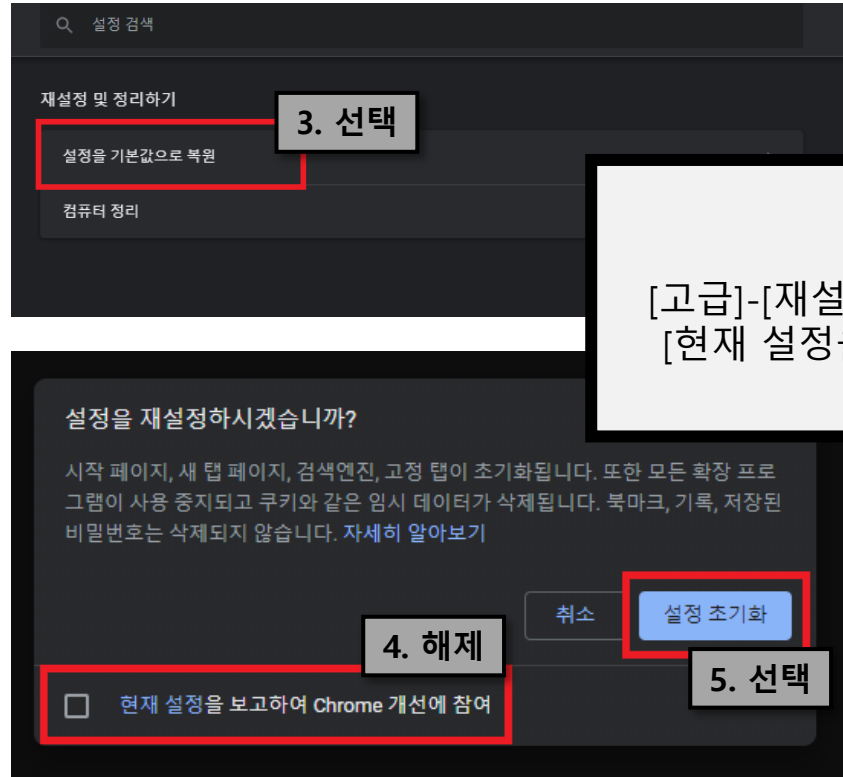 설정 검색
재설정 및 정리하기
3. 선택
설정을 기본값으로 복원
컴퓨터 정리
[고급]-[재설
[현재 설정
설정을 재설정하시겠습니까?
시작 페이지, 새 탭 페이지, 검색엔진, 고정 탭이 초기화됩니다. 또한 모든 확장 프로
그램이 사용 중지되고 쿠키와 같은 임시 데이터가 삭제됩니다. 북마크, 기록, 저장된
비밀번호는 삭제되지 않습니다. 자세히 알아보기
취소
설정 초기화
4. 해제
5. 선택
현재 설정을 보고하여 Chrome 개선에 참여